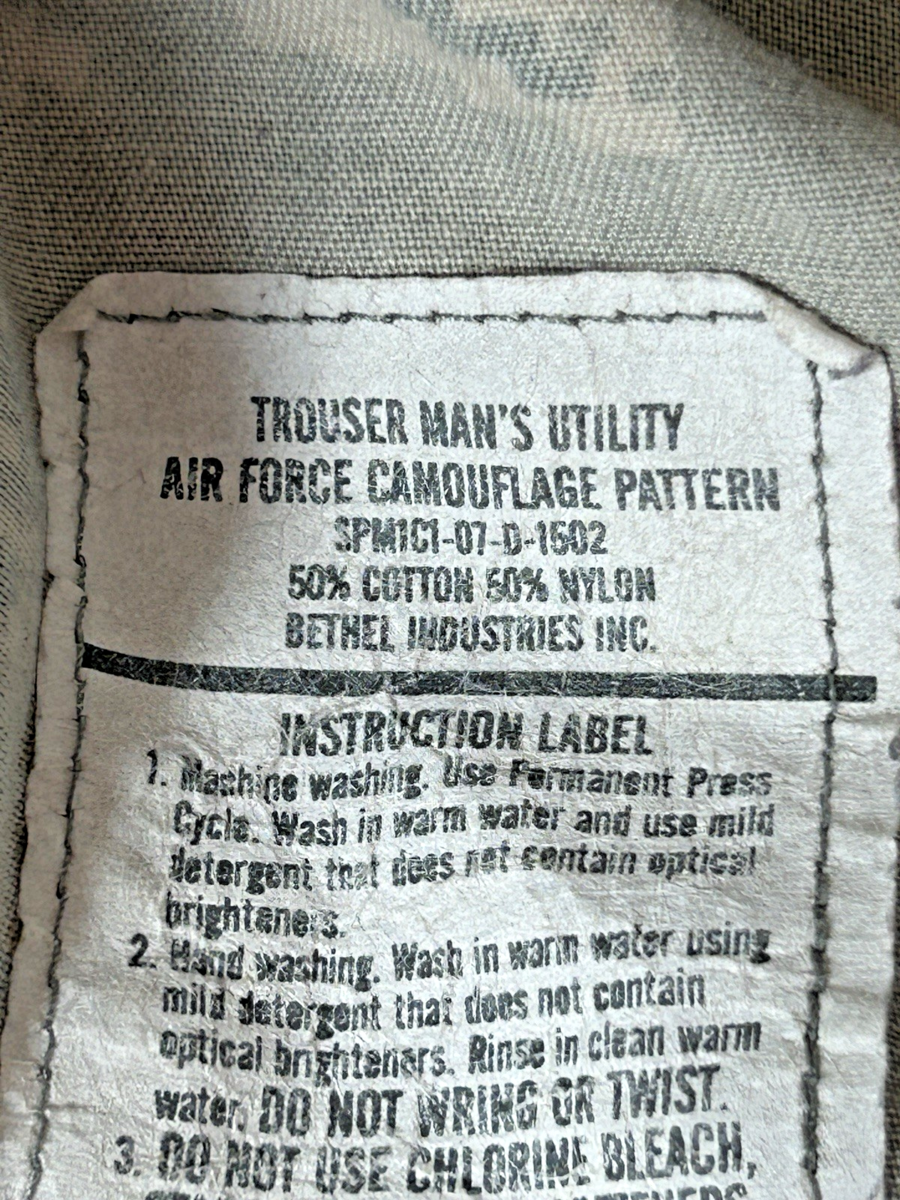 TROUSER MAN'S UTILITY
AIR FORCE CAMOUFLAGE PATTERN
SPM1C1-07-D-1502
50% COTTON 50% NYLON
BETHEL INDUSTRIES INC.
INSTRUCTION LABEL
1. Machine washing. Use Permanent Press
Cycle. Wash in warm water and use mild
detergent that does not contain optical
brighteners.
2. Hand washing. Wash in warm water using
mild detergent that does not contain
optical brighteners. Rinse in clean warm
water. DO NOT WRING OR TWIST.
3. DO NOT USE CHLORINE BLEACH,